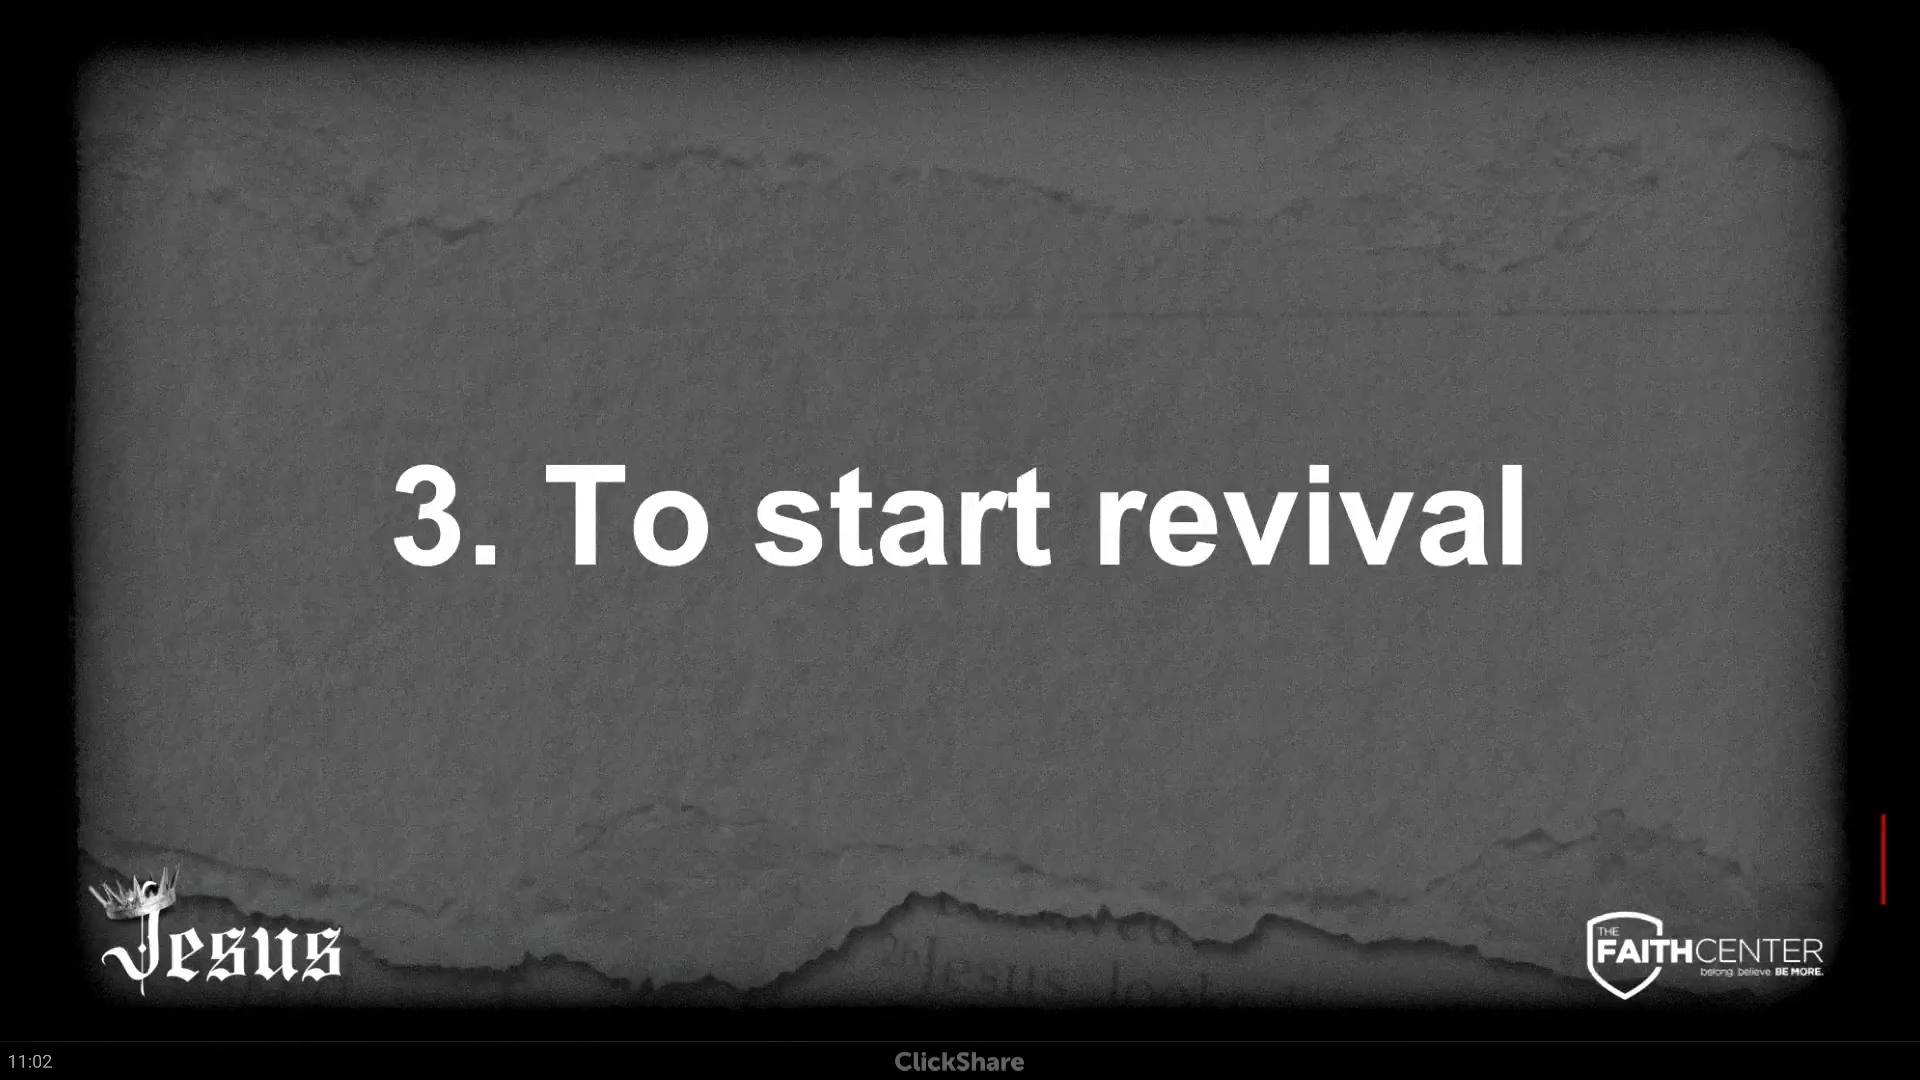 3. To start revival
Jesus
THE
FAITHCENTER
belong. believe. BE MORE.
11:02
ClickShare